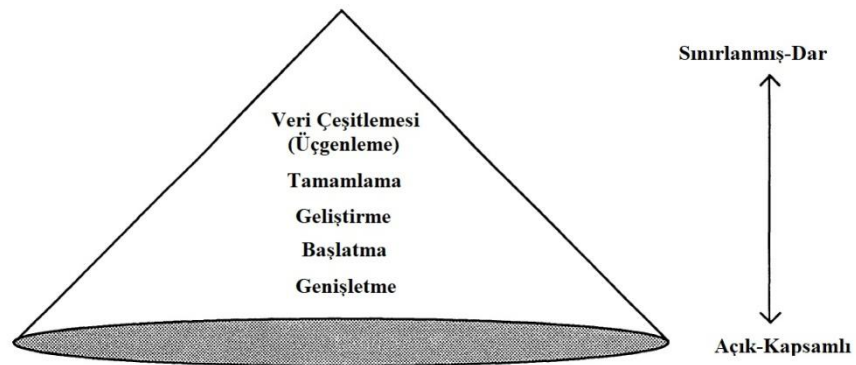 Sınırlanmış-Dar
Veri Çeşitlemesi
(Üçgenleme)
Tamamlama
Geliştirme
Başlatma
Genişletme
Açık-Kapsamlı